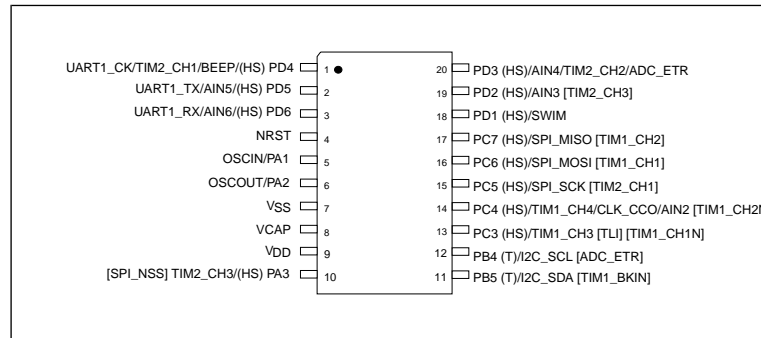 UART1_CK/TIM2_CH1/BEEP/(HS) PD4 1
UART1_TX/AIN5/(HS) PD5 2
UART1_RX/AIN6/(HS) PD6 3
NRST 4
OSCIN/PA1 5
OSCOUT/PA2 6
VSS 7
VCAP 8
VDD 9
[SPI_NSS] TIM2_CH3/(HS) PA3 10
20 PD3 (HS)/AIN4/TIM2_CH2/ADC_ETR
19 PD2 (HS)/AIN3 [TIM2_CH3]
18 PD1 (HS)/SWIM
17 PC7 (HS)/SPI_MISO [TIM1_CH2]
16 PC6 (HS)/SPI_MOSI [TIM1_CH1]
15 PC5 (HS)/SPI_SCK [TIM2_CH1]
14 PC4 (HS)/TIM1_CH4/CLK_CCO/AIN2 [TIM1_CH2N
13 PC3 (HS)/TIM1_CH3 [TLI] [TIM1_CH1N]
12 PB4 (T)/I2C_SCL [ADC_ETR]
11 PB5 (T)/I2C_SDA [TIM1_BKIN]